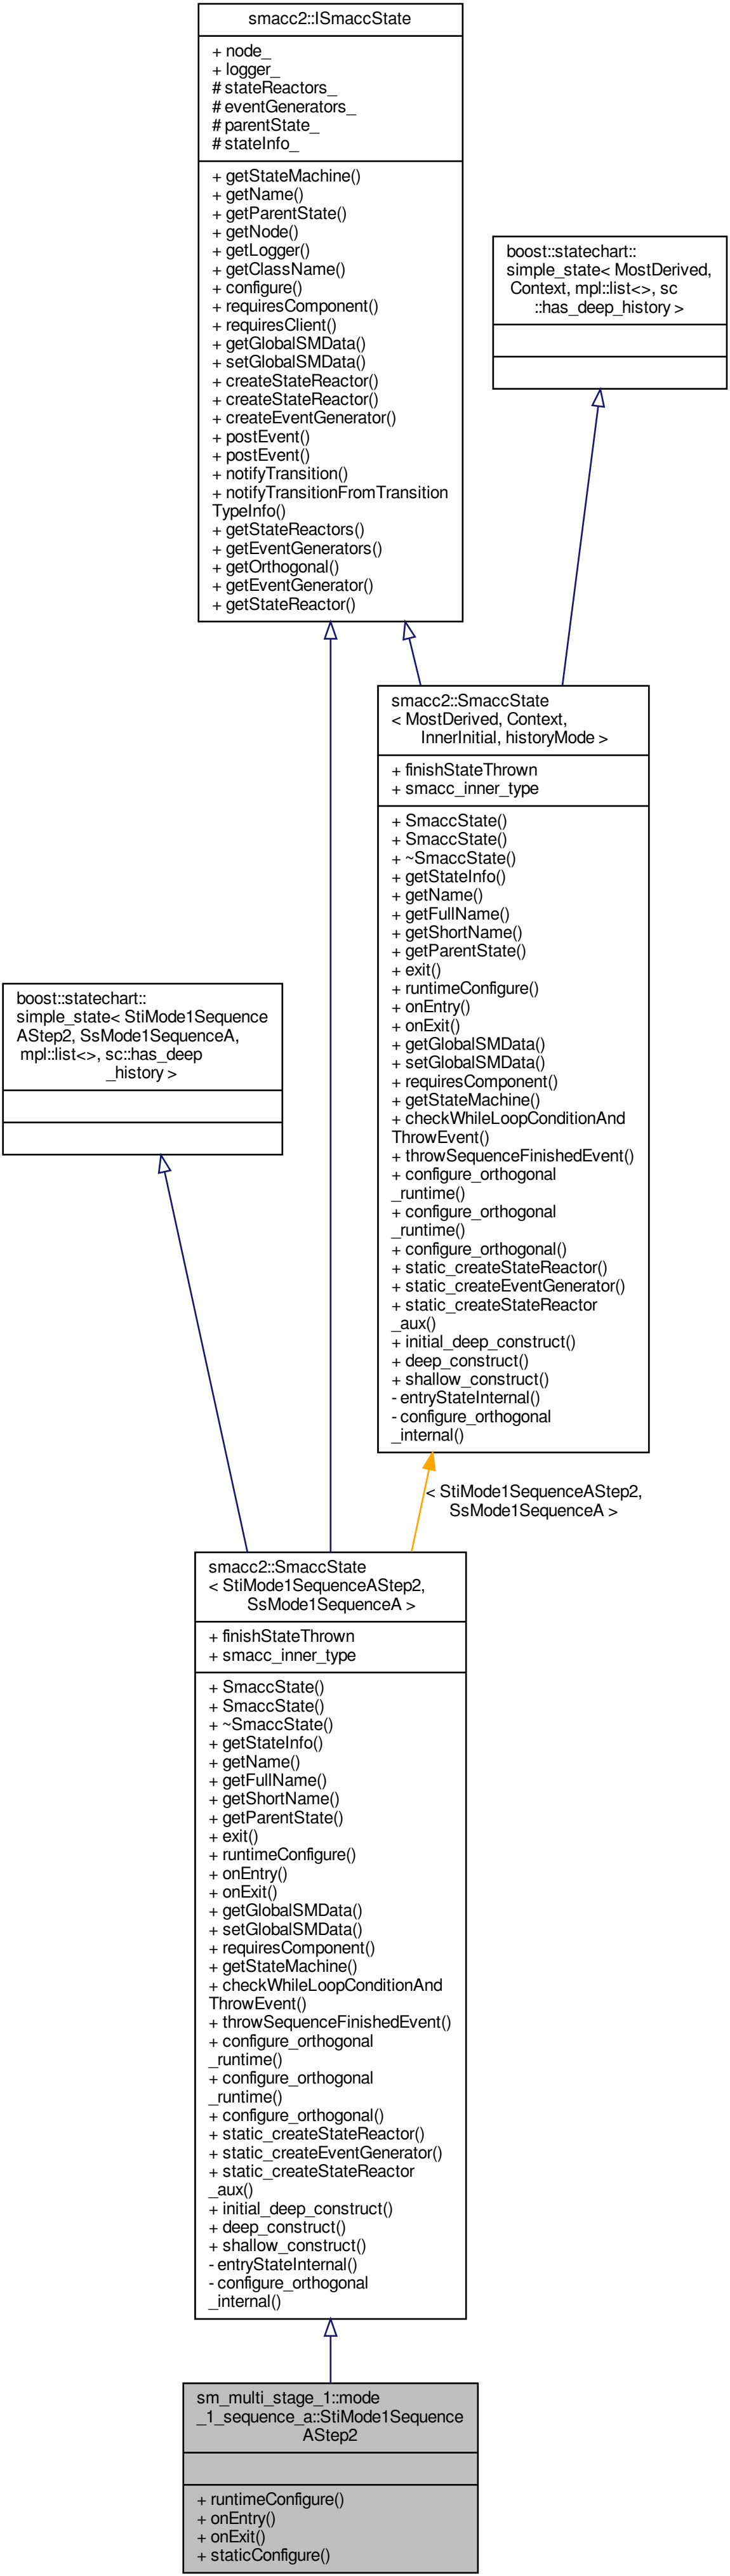 smacc2::ISmaccState
+ node_
+ logger_
# stateReactors_
# eventGenerators_
# parentState_
# stateInfo_
+ getStateMachine()
+ getName()
+ getParentState()
+ getNode()
+ getLogger()
+ getClassName()
+ configure()
+ requiresComponent()
+ requiresClient()
+ getGlobalSMData()
+ setGlobalSMData()
+ createStateReactor()
+ createStateReactor()
+ createEventGenerator()
+ postEvent()
+ postEvent()
+ notifyTransition()
+ notifyTransitionFromTransition
TypeInfo()
+ getStateReactors()
+ getEventGenerators()
+ getOrthogonal()
+ getEventGenerator()
+ getStateReactor()
boost::statechart::
simple_state< MostDerived,
Context, mpl::list<>, sc
::has_deep_history >
smacc2::SmaccState
< MostDerived, Context,
InnerInitial, historyMode >
+ finishStateThrown
+ smacc_inner_type
+ SmaccState()
+ SmaccState()
+ ~SmaccState()
+ getStateInfo()
+ getName()
+ getFullName()
+ getShortName()
+ getParentState()
+ exit()
+ runtimeConfigure()
+ onEntry()
+ onExit()
+ getGlobalSMData()
+ setGlobalSMData()
+ requiresComponent()
+ getStateMachine()
+ checkWhileLoopConditionAnd
ThrowEvent()
+ throwSequenceFinishedEvent()
+ configure_orthogonal
_runtime()
+ configure_orthogonal
_runtime()
+ configure_orthogonal()
+ static_createStateReactor()
+ static_createEventGenerator()
+ static_createStateReactor
_aux()
+ initial_deep_construct()
+ deep_construct()
+ shallow_construct()
- entryStateInternal()
- configure_orthogonal
_internal()
boost::statechart::
simple_state< StiMode1Sequence
AStep2, SsMode1SequenceA,
mpl::list<>, sc::has_deep
_history >
< StiMode1SequenceAStep2,
SsMode1SequenceA >
smacc2::SmaccState
< StiMode1SequenceAStep2,
SsMode1SequenceA >
+ finishStateThrown
+ smacc_inner_type
+ SmaccState()
+ SmaccState()
+ ~SmaccState()
+ getStateInfo()
+ getName()
+ getFullName()
+ getShortName()
+ getParentState()
+ exit()
+ runtimeConfigure()
+ onEntry()
+ onExit()
+ getGlobalSMData()
+ setGlobalSMData()
+ requiresComponent()
+ getStateMachine()
+ checkWhileLoopConditionAnd
ThrowEvent()
+ throwSequenceFinishedEvent()
+ configure_orthogonal
_runtime()
+ configure_orthogonal
_runtime()
+ configure_orthogonal()
+ static_createStateReactor()
+ static_createEventGenerator()
+ static_createStateReactor
_aux()
+ initial_deep_construct()
+ deep_construct()
+ shallow_construct()
- entryStateInternal()
- configure_orthogonal
_internal()
sm_multi_stage_1::mode
_1_sequence_a::StiMode1Sequence
AStep2
+ runtimeConfigure()
+ onEntry()
+ onExit()
+ staticConfigure()